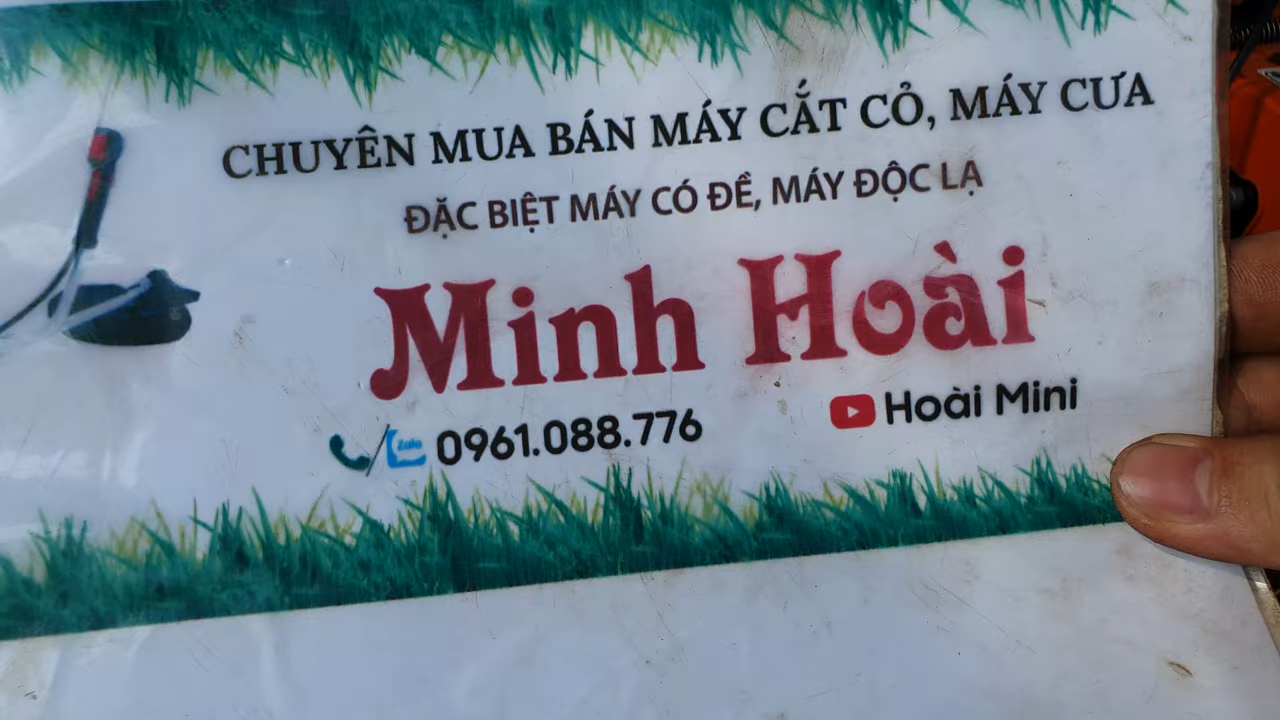 CHUYÊN MUA BÁN MÁY CẮT CỎ, MÁY CƯA
ĐẶC BIỆT MÁY CÓ ĐỀ, MÁY ĐỘC LẠ
Minh Hoài
Zalo 0961.088.776
Hoài Mini